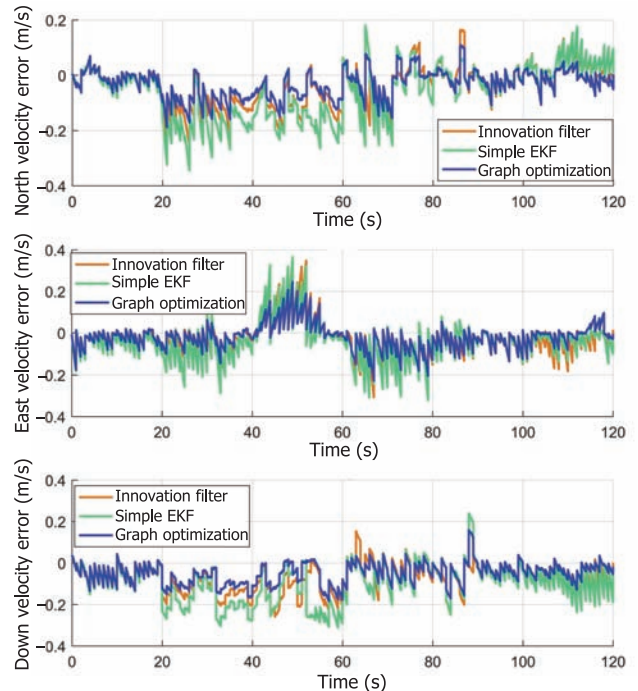 North velocity error (m/s)
0.2
0
−0.2
−0.4
0 20 40 60 80 100 120
Time (s)
Innovation filter
Simple EKF
Graph optimization
East velocity error (m/s)
0.4
0.2
0
−0.2
−0.4
0 20 40 60 80 100 120
Time (s)
Innovation filter
Simple EKF
Graph optimization
Down velocity error (m/s)
0.4
0.2
0
−0.2
−0.4
0 20 40 60 80 100 120
Time (s)
Innovation filter
Simple EKF
Graph optimization